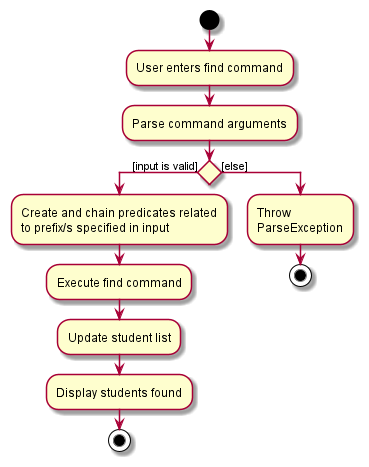 User enters find command
Parse command arguments
[input is valid]
[else]
Create and chain predicates related
to prefix/s specified in input
Throw
ParseException
Execute find command
Update student list
Display students found